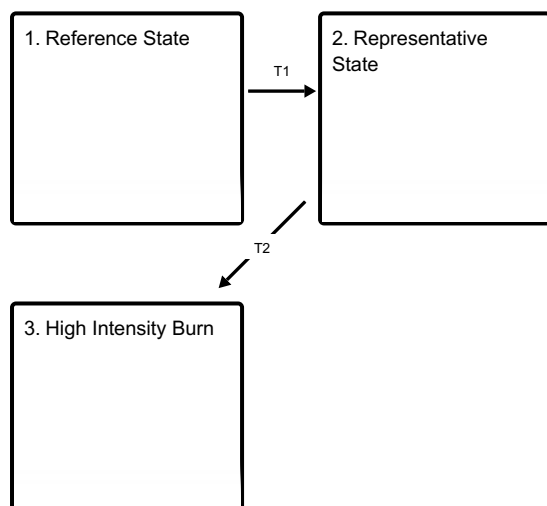 1. Reference State
2. Representative
State
T1
T2
3. High Intensity Burn